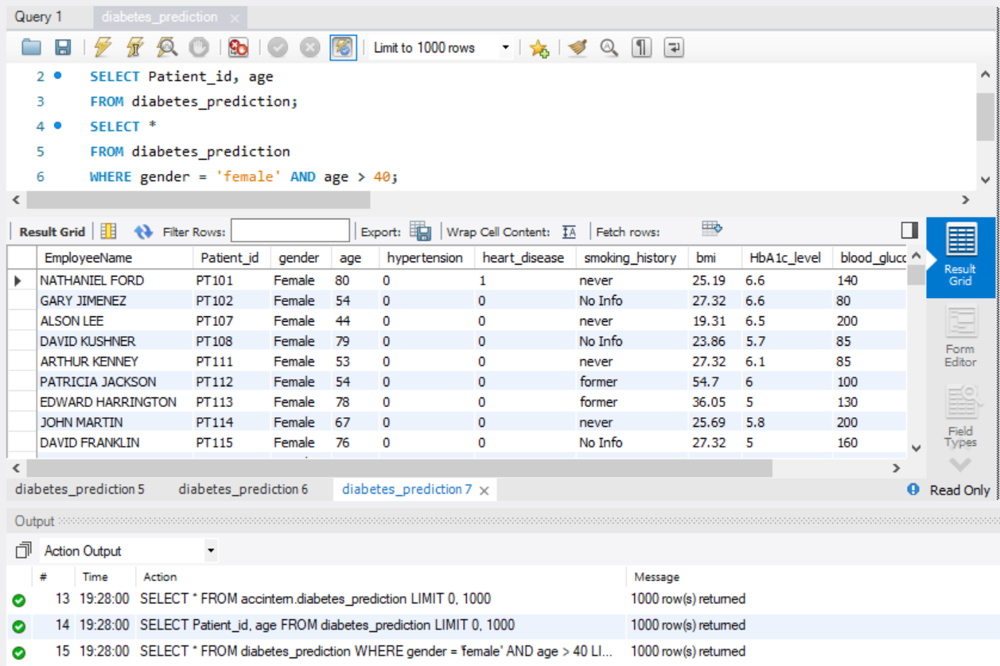 Query 1 diabetes_prediction
Limit to 1000 rows
2 SELECT Patient_id, age
3 FROM diabetes_prediction;
4 SELECT *
5 FROM diabetes_prediction
6 WHERE gender = 'female' AND age > 40;
Result Grid Filter Rows: Export: Wrap Cell Content: Fetch rows:
EmployeeName Patient_id gender age hypertension heart_disease smoking_history bmi HbA1c_level blood_gluco
NATHANIEL FORD PT101 Female 80 0 1 never 25.19 6.6 140
GARY JIMENEZ PT102 Female 54 0 0 No Info 27.32 6.6 80
ALSON LEE PT107 Female 44 0 0 never 19.31 6.5 200
DAVID KUSHNER PT108 Female 79 0 0 No Info 23.86 5.7 85
ARTHUR KENNEY PT111 Female 53 0 0 never 27.32 6.1 85
PATRICIA JACKSON PT112 Female 54 0 0 former 54.7 6 100
EDWARD HARRINGTON PT113 Female 78 0 0 former 36.05 5 130
JOHN MARTIN PT114 Female 67 0 0 never 25.69 5.8 200
DAVID FRANKLIN PT115 Female 76 0 0 No Info 27.32 5 160
Result
Grid
Form
Editor
Field
Types
diabetes_prediction 5 diabetes_prediction 6 diabetes_prediction 7 Read Only
Output
Action Output
# Time Action Message
13 19:28:00 SELECT * FROM accintern.diabetes_prediction LIMIT 0, 1000 1000 row(s) returned
14 19:28:00 SELECT Patient_id, age FROM diabetes_prediction LIMIT 0, 1000 1000 row(s) returned
15 19:28:00 SELECT * FROM diabetes_prediction WHERE gender = 'female' AND age > 40 LI... 1000 row(s) returned